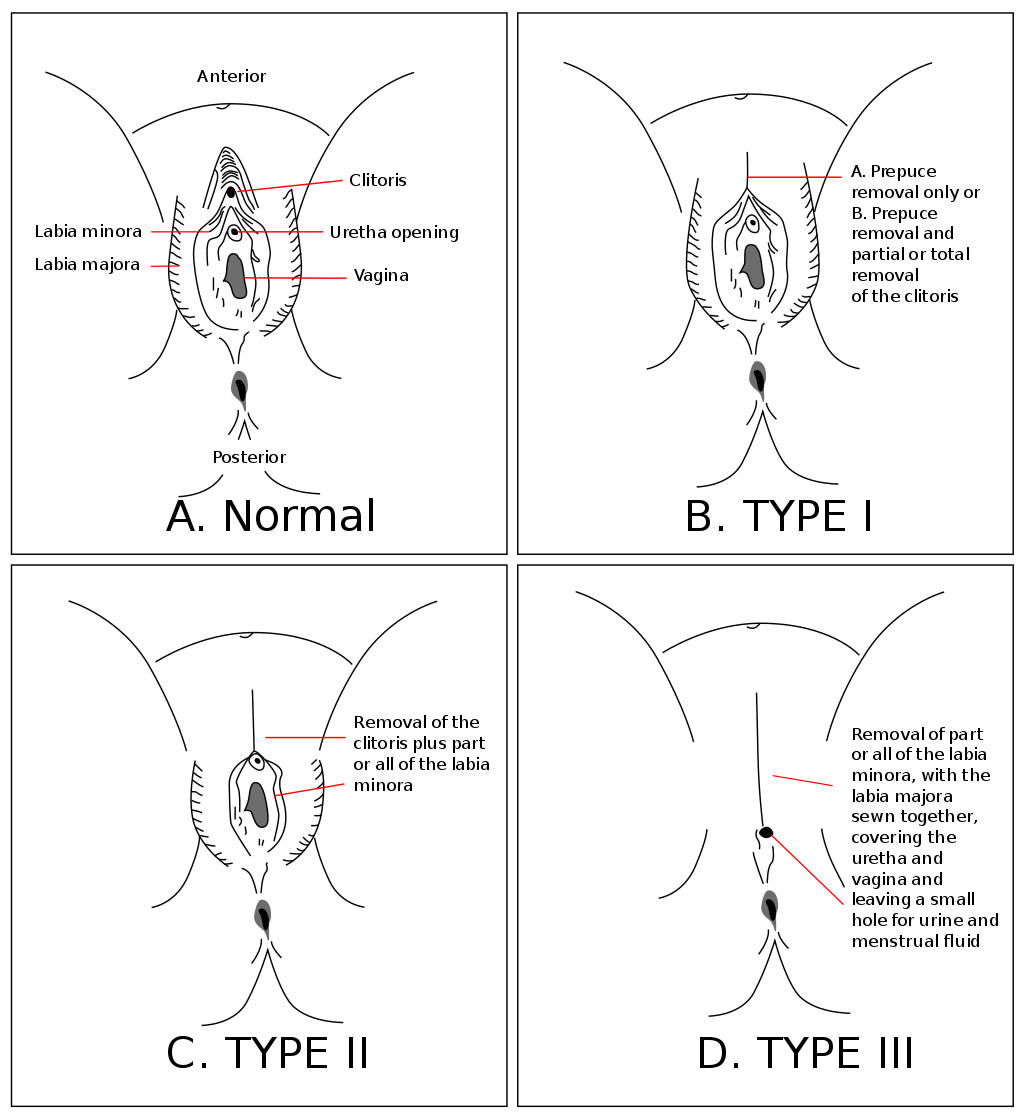 Anterior
Clitoris
Labia minora
Uretha opening
Labia majora
Vagina
Posterior
A. Normal
A. Prepuce
removal only or
B. Prepuce
removal and
partial or total
removal
of the clitoris
B. TYPE I
Removal of the
clitoris plus part
or all of the labia
minora
C. TYPE II
Removal of part
or all of the labia
minora, with the
labia majora
sewn together,
covering the
uretha and
vagina and
leaving a small
hole for urine and
menstrual fluid
D. TYPE III